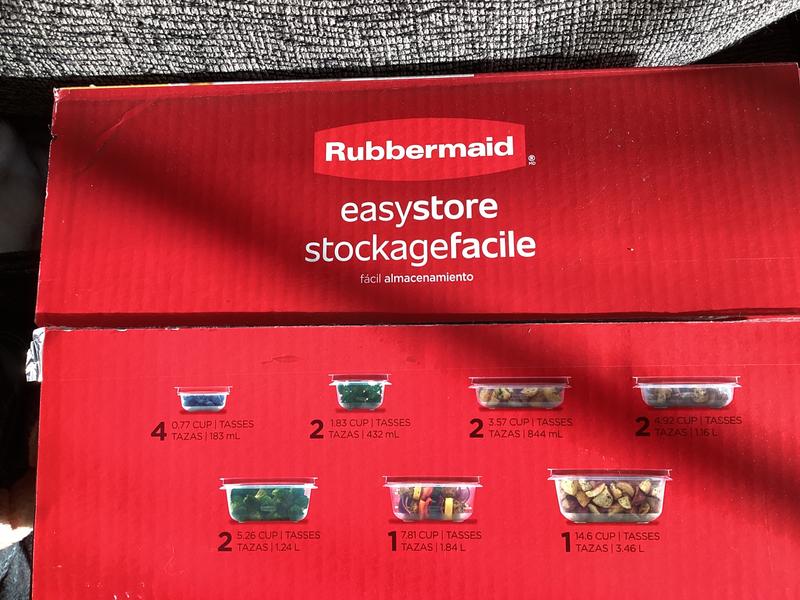 Rubbermaid®
MD
easystore
stockagefacile
fácil almacenamiento
4 0.77 CUP | TASSES
TAZAS | 183 mL
2 1.83 CUP | TASSES
TAZAS | 432 mL
2 3.57 CUP | TASSES
TAZAS | 844 mL
2 4.92 CUP | TASSES
TAZAS | 1.16 L
2 5.26 CUP | TASSES
TAZAS | 1.24 L
1 7.81 CUP | TASSES
TAZAS | 1.84 L
1 14.6 CUP | TASSES
TAZAS | 3.46 L